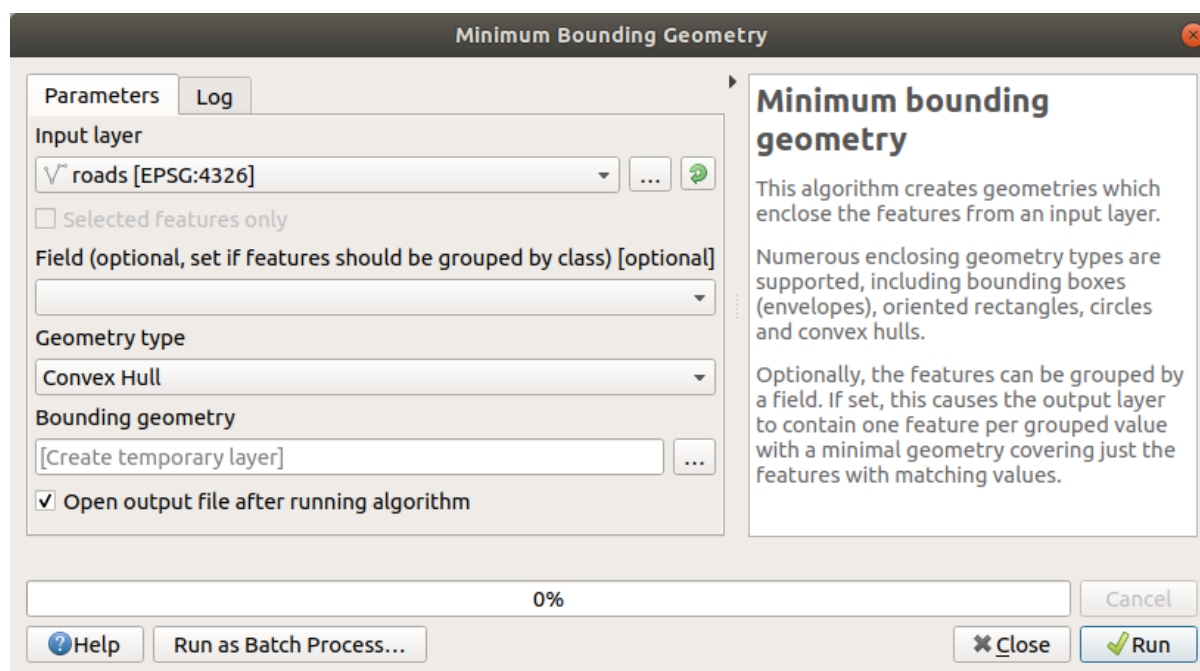 Minimum Bounding Geometry
Parameters
Log
Input layer
roads [EPSG:4326]
...
Selected features only
Field (optional, set if features should be grouped by class) [optional]
Geometry type
Convex Hull
Bounding geometry
[Create temporary layer]
...
Open output file after running algorithm
Minimum bounding
geometry
This algorithm creates geometries which
enclose the features from an input layer.
Numerous enclosing geometry types are
supported, including bounding boxes
(envelopes), oriented rectangles, circles
and convex hulls.
Optionally, the features can be grouped by
a field. If set, this causes the output layer
to contain one feature per grouped value
with a minimal geometry covering just the
features with matching values.
0%
Cancel
Help
Run as Batch Process...
Close
Run